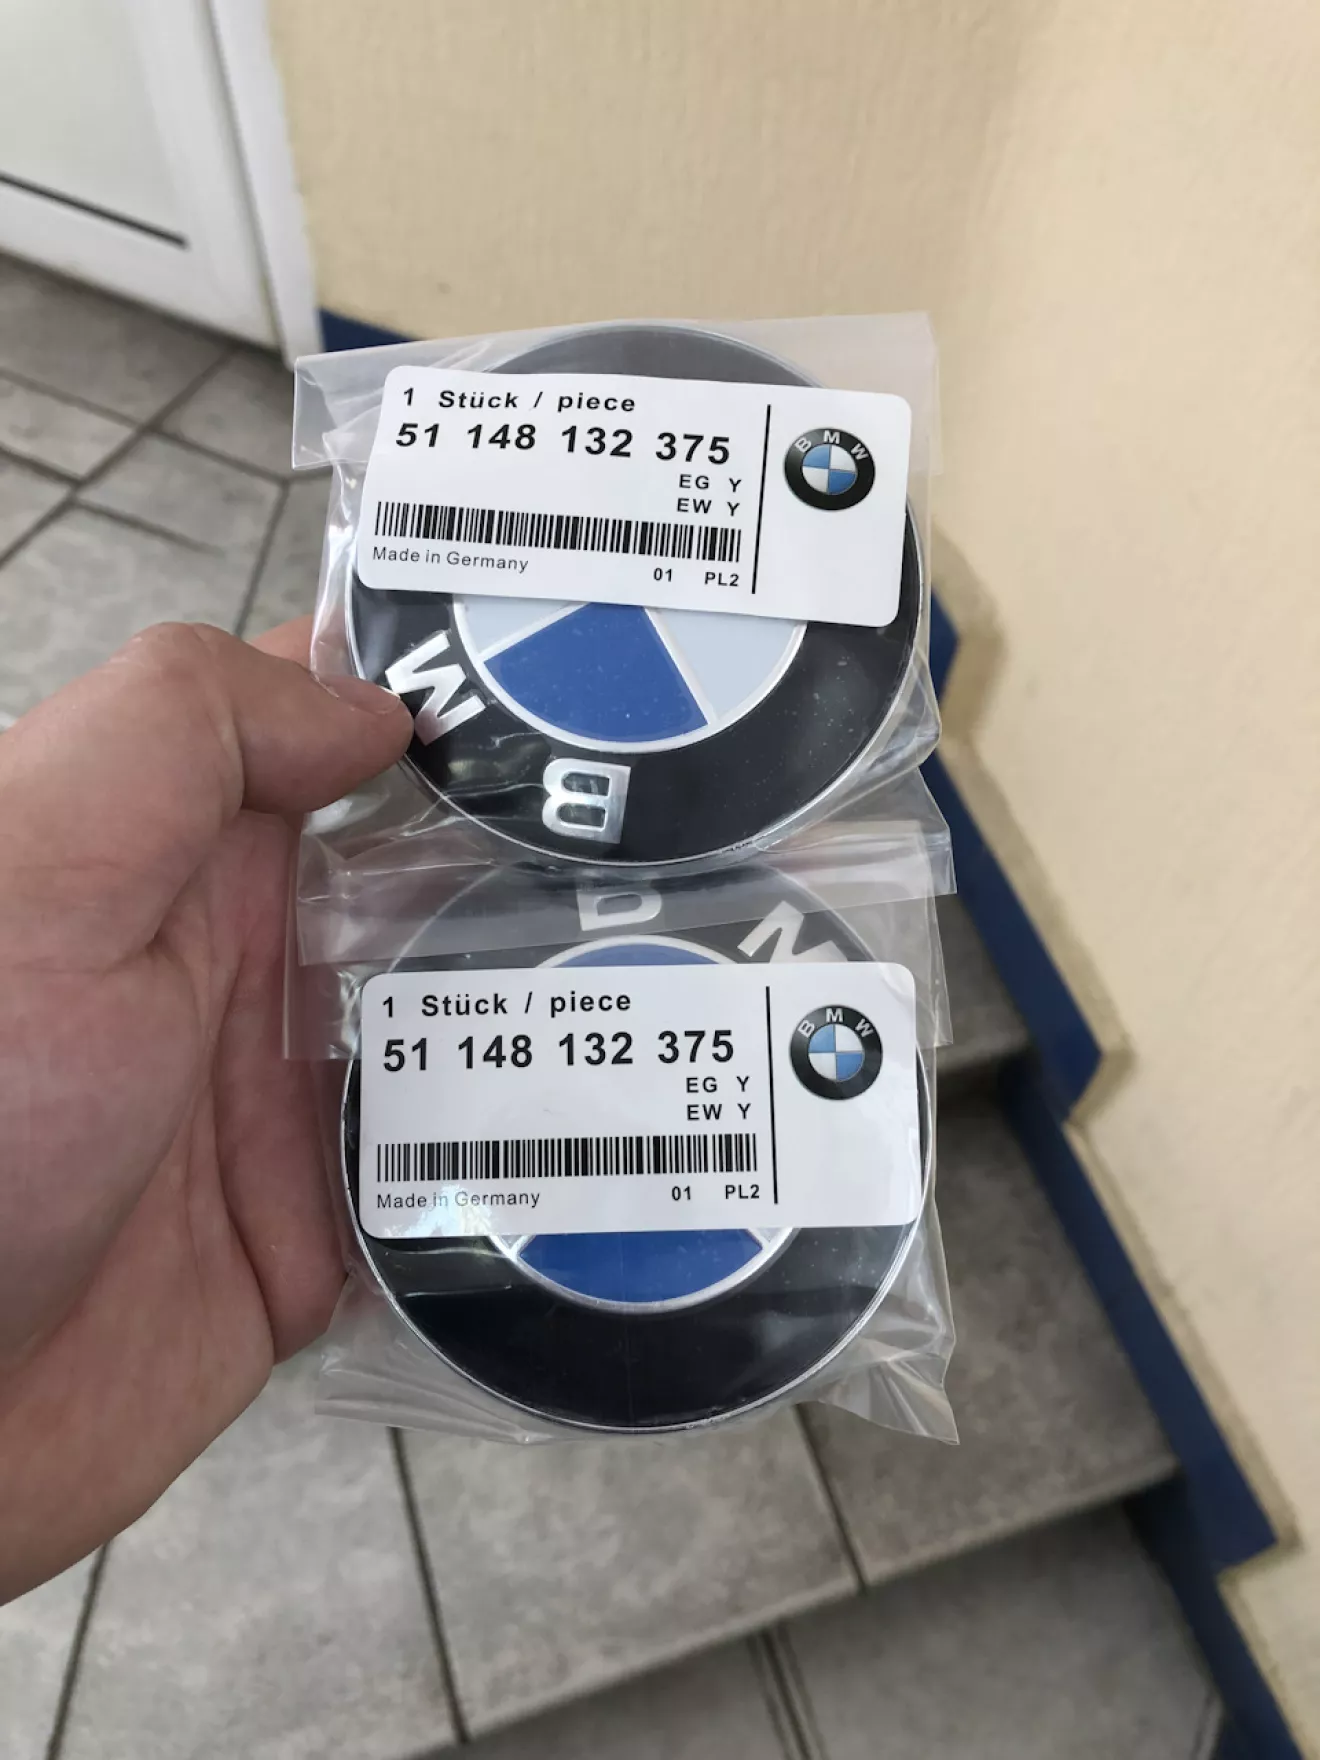 1 Stück / piece
51 148 132 375
EG Y
EW Y
Made in Germany
01 PL2
BMW
M
B
B M
1 Stück / piece
51 148 132 375
EG Y
EW Y
Made in Germany
01 PL2
BMW